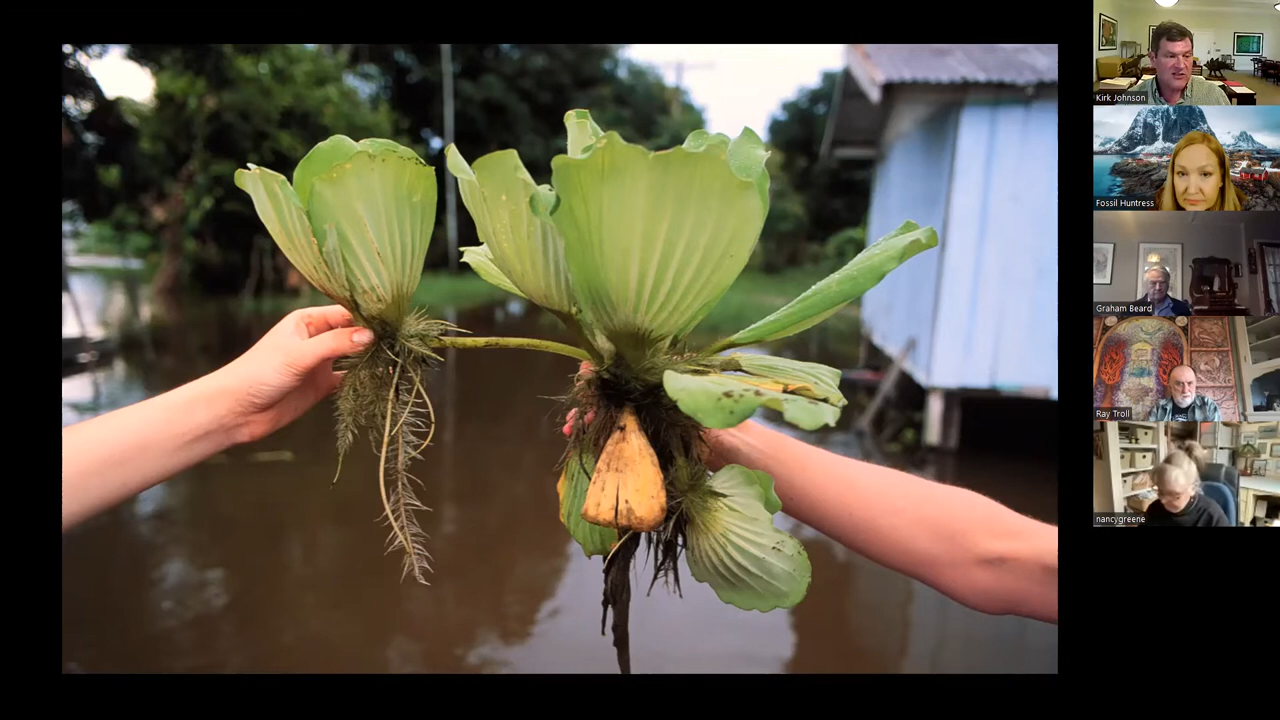 Kirk Johnson
Fossil Huntress
Graham Beard
Ray Troll
nancygreene